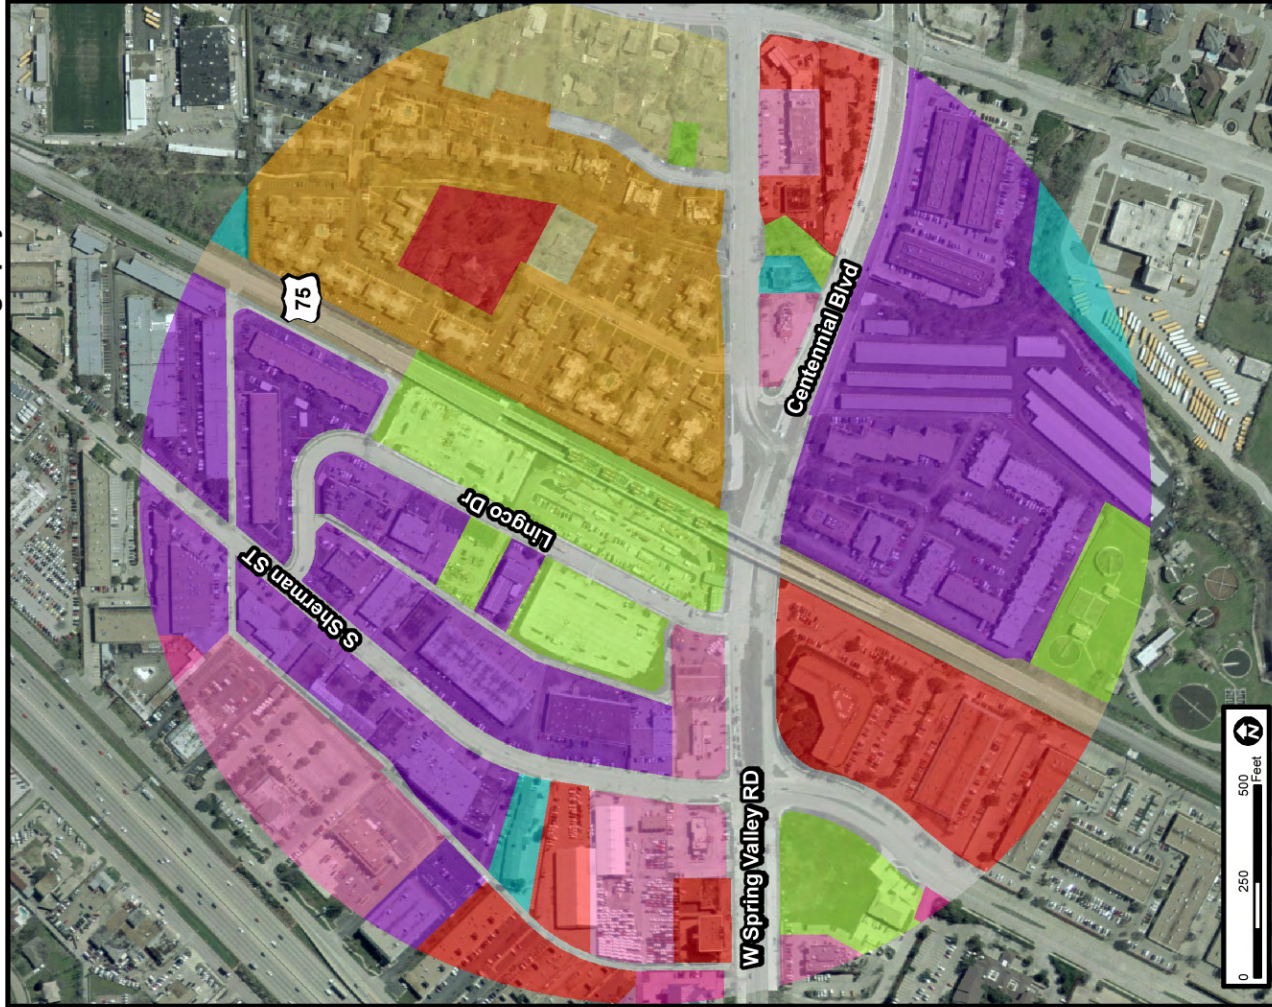 75
Centennial Blvd
Lingco Dr
S Sherman ST
W Spring Valley RD
N
0 250 500
Feet